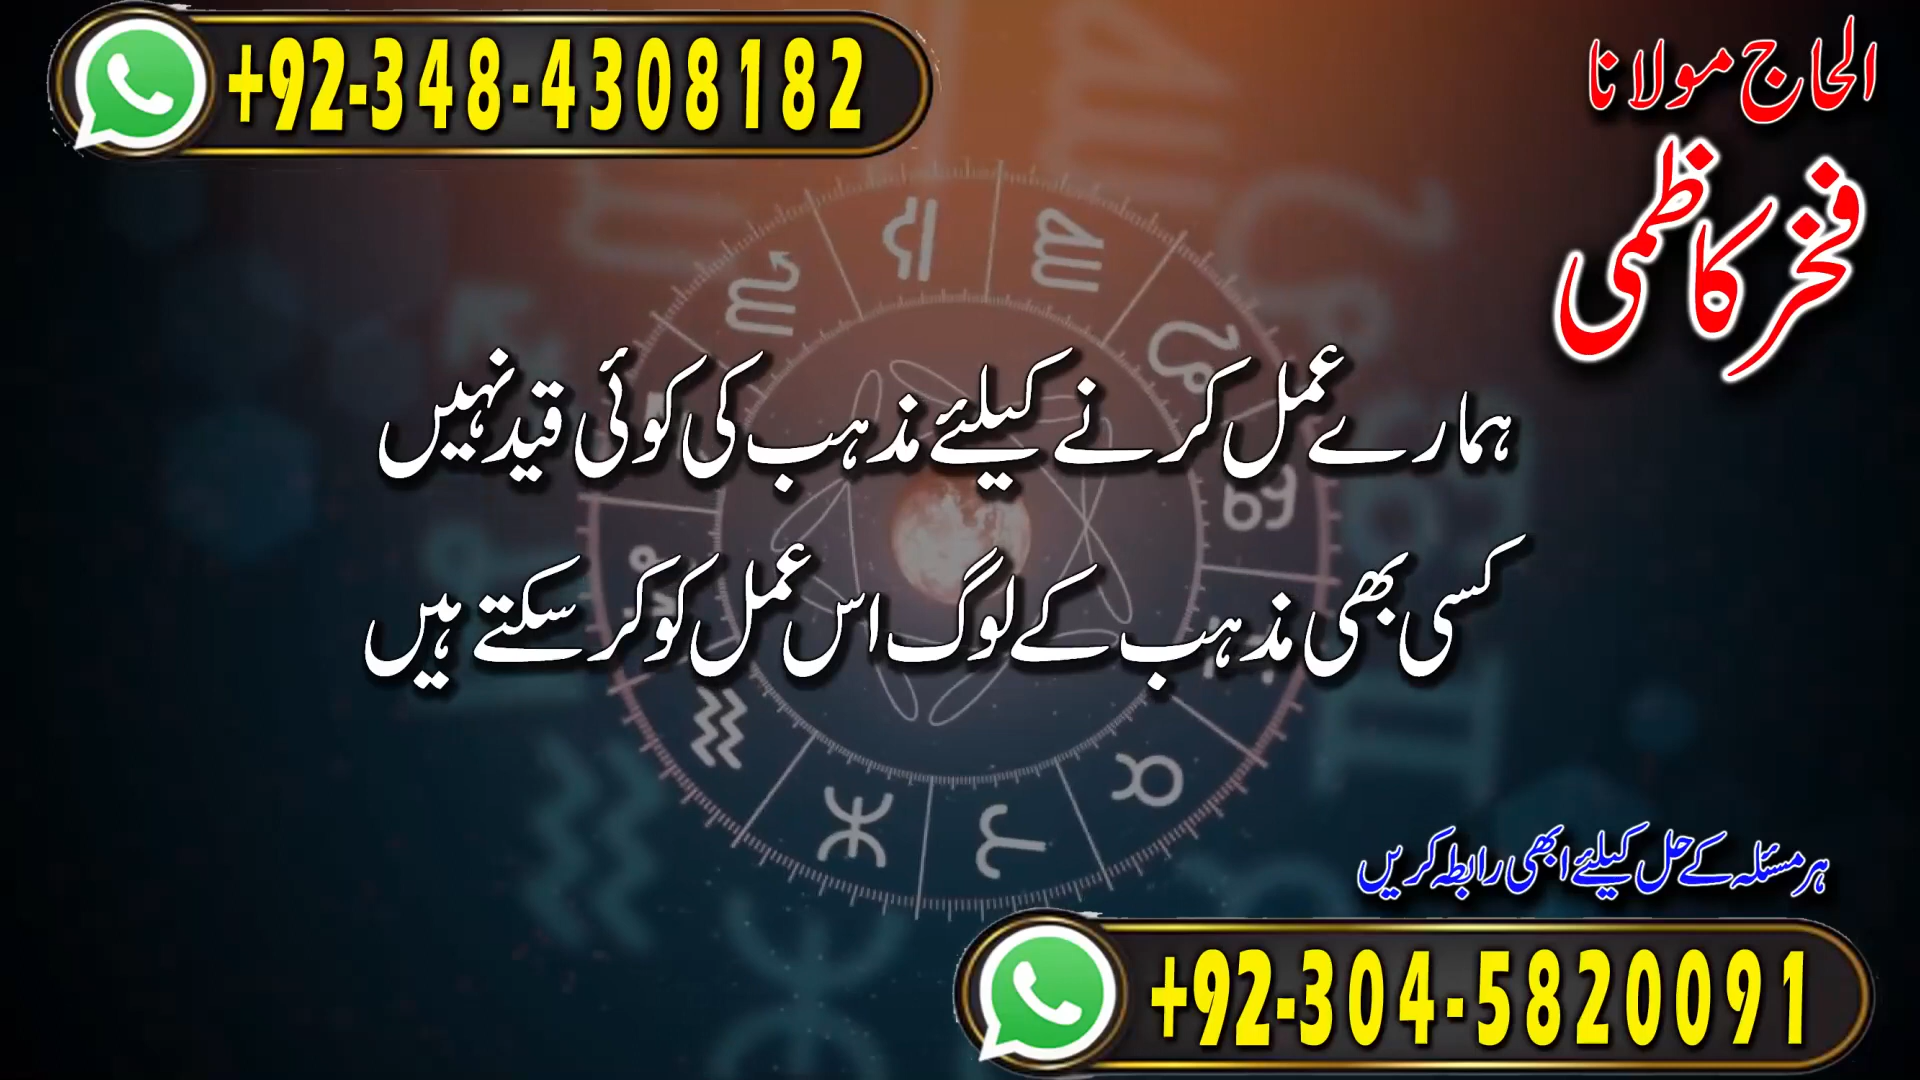 +92-348-4308182
الحاج مولانا
فخر کاظمی
ہمارے عمل کرنے کیلئے مذہب کی کوئی قید نہیں
کسی بھی مذہب کے لوگ اس عمل کو کر سکتے ہیں
ہر مسئلہ کے حل کیلئے ابھی رابطہ کریں
+92-304-5820091